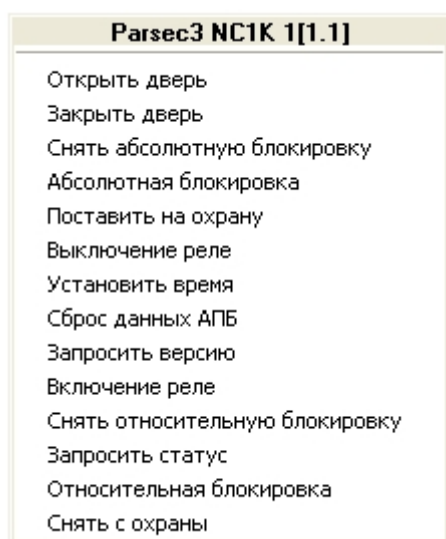 Parsec3 NC1K 1[1.1]
Открыть дверь
Закрыть дверь
Снять абсолютную блокировку
Абсолютная блокировка
Поставить на охрану
Выключение реле
Установить время
Сброс данных АПБ
Запросить версию
Включение реле
Снять относительную блокировку
Запросить статус
Относительная блокировка
Снять с охраны